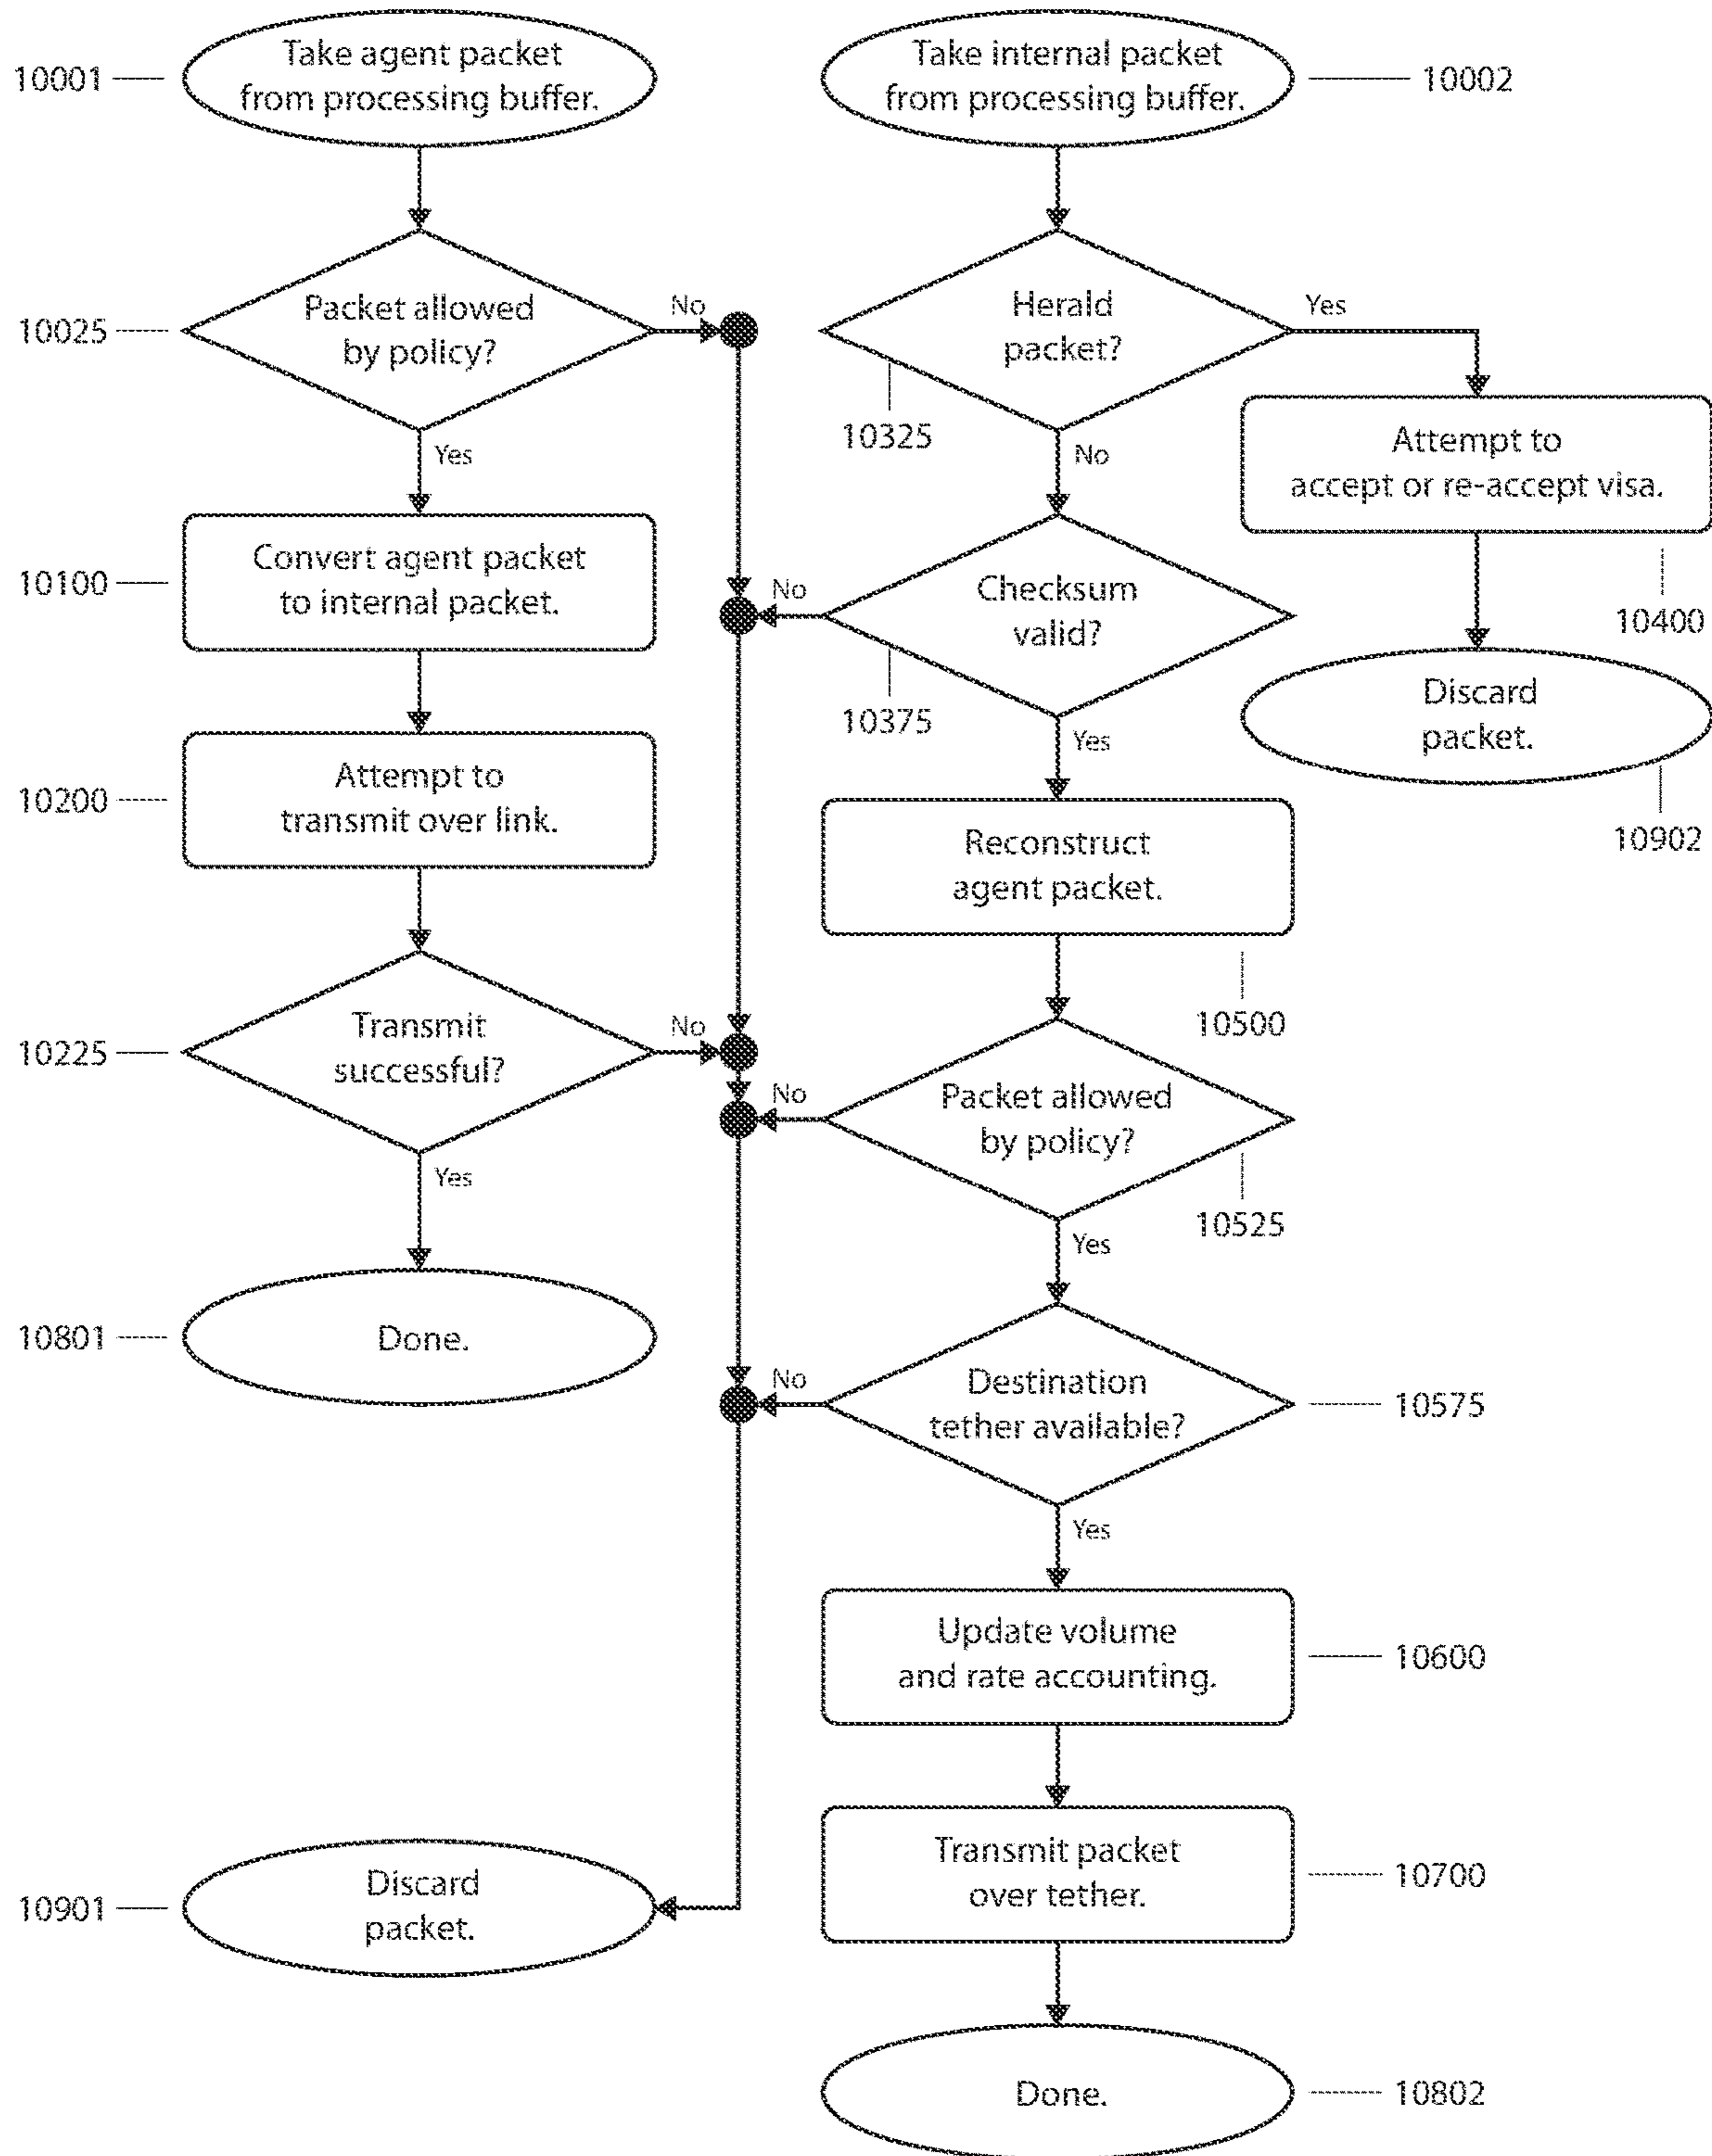 10001
Take agent packet
from processing buffer.
Take internal packet
from processing buffer.
10002
10025
Packet allowed
by policy?
No
Yes
Herald
packet?
Yes
10325
No
Attempt to
accept or re-accept visa.
10400
10100
Convert agent packet
to internal packet.
No
Checksum
valid?
10375
Yes
Discard
packet.
10902
10200
Attempt to
transmit over link.
Reconstruct
agent packet.
10500
10225
Transmit
successful?
No
Yes
No
Packet allowed
by policy?
10525
Yes
10801
Done.
No
Destination
tether available?
10575
Yes
Update volume
and rate accounting.
10600
10901
Discard
packet.
Transmit packet
over tether.
10700
Done.
10802